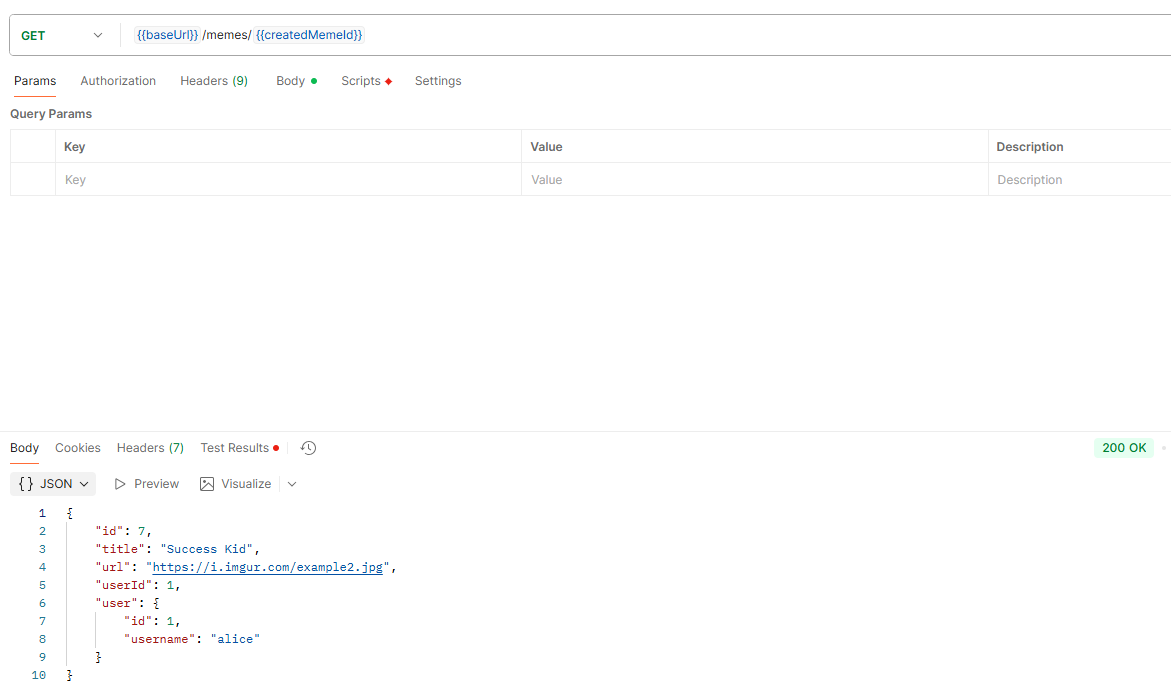 GET {{baseUrl}} /memes/ {{createdMemeId}}
Params Authorization Headers (9) Body Scripts Settings
Query Params
Key Value Description
Key Value Description
Body Cookies Headers (7) Test Results 200 OK
{} JSON Preview Visualize
1 {
2 "id": 7,
3 "title": "Success Kid",
4 "url": "https://i.imgur.com/example2.jpg",
5 "userId": 1,
6 "user": {
7 "id": 1,
8 "username": "alice"
9 }
10 }